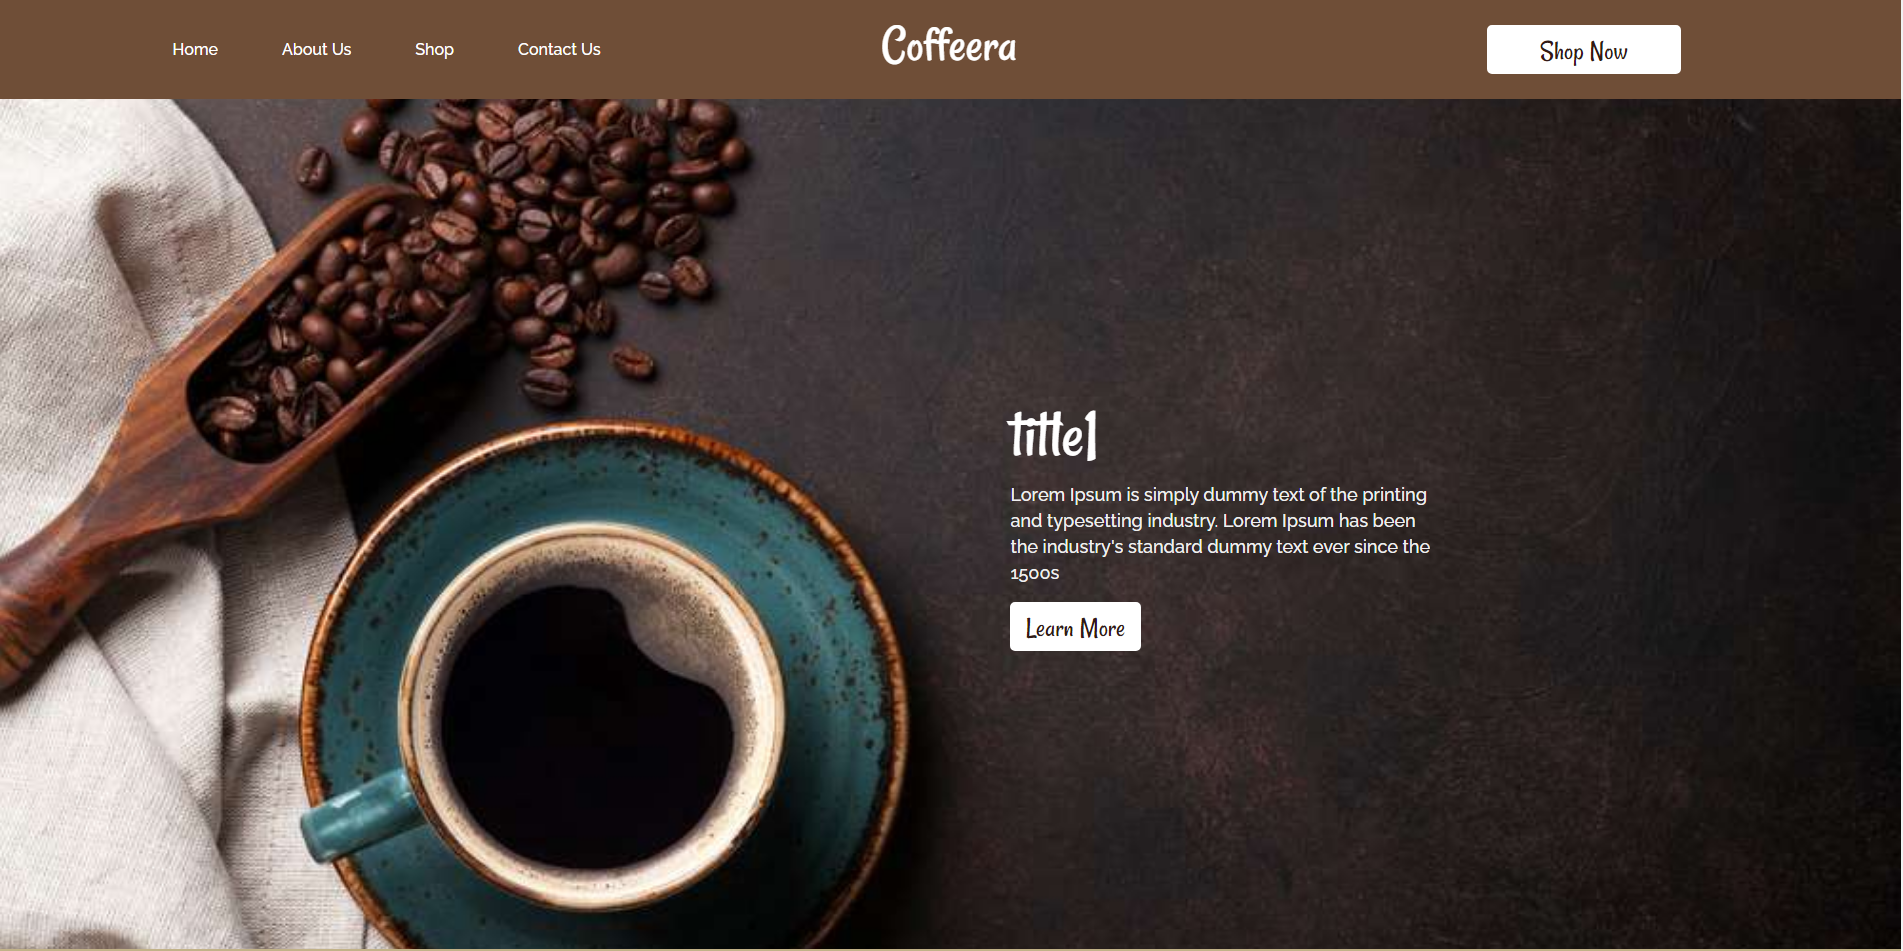 Home About Us Shop Contact Us Coffeera Shop Now
title1
Lorem Ipsum is simply dummy text of the printing
and typesetting industry. Lorem Ipsum has been
the industry's standard dummy text ever since the
1500s
Learn More